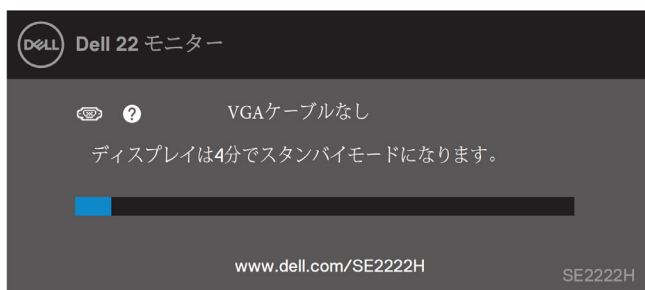 DELL Dell 22 モニター
? VGAケーブルなし
ディスプレイは4分でスタンバイモードになります。
www.dell.com/SE2222H
SE2222H